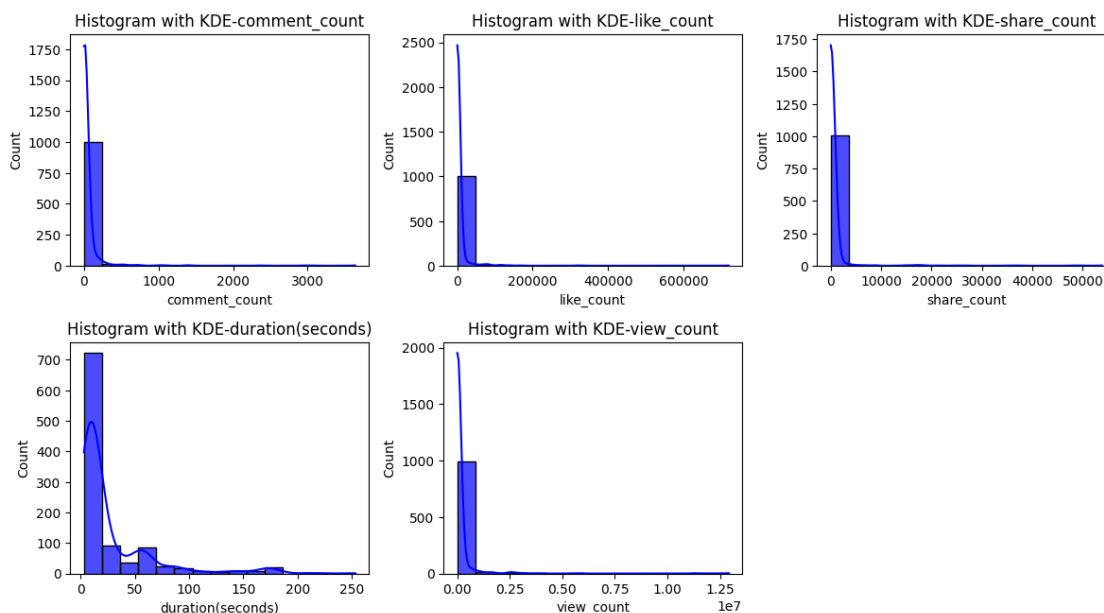 Histogram with KDE-comment_count
1750
1500
1250
1000
750
500
250
0
Count
0 1000 2000 3000
comment_count
Histogram with KDE-like_count
2500
2000
1500
1000
500
0
Count
0 200000 400000 600000
like_count
Histogram with KDE-share_count
1750
1500
1250
1000
750
500
250
0
Count
0 10000 20000 30000 40000 50000
share_count
Histogram with KDE-duration(seconds)
700
600
500
400
300
200
100
0
Count
0 50 100 150 200 250
duration(seconds)
Histogram with KDE-view_count
2000
1500
1000
500
0
Count
0.00 0.25 0.50 0.75 1.00 1.25
1e7
view_count